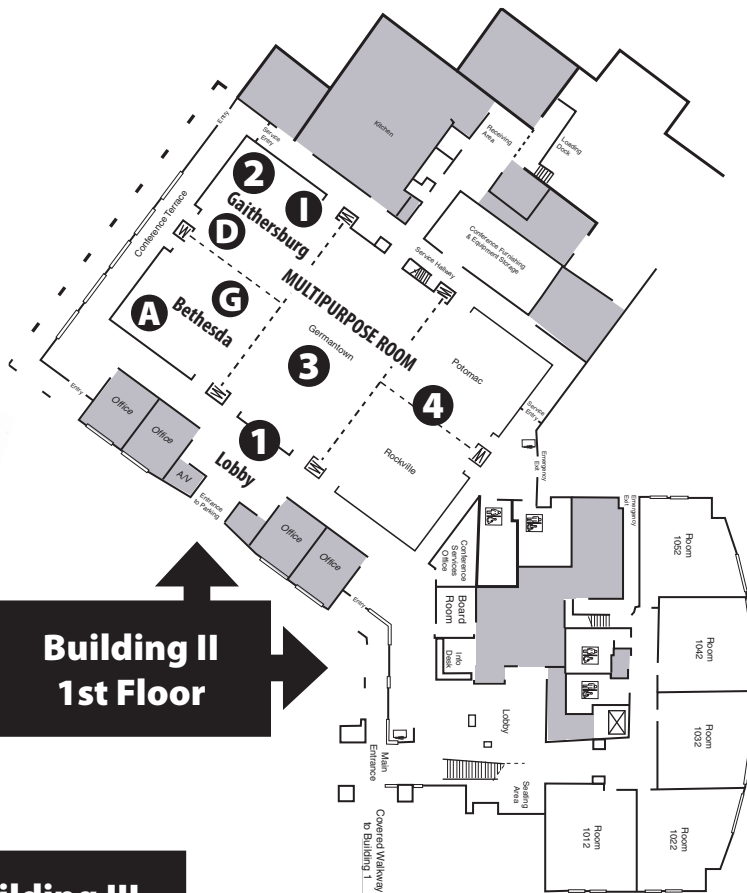 Kitchen
Receiving
Area
Loading
Dock
Entry
Service
Entry
2
I
Gaithersburg
D
Conference Terrace
Conference Furnishing
& Equipment Storage
Service Hallway
MULTIPURPOSE ROOM
G
A
Bethesda
Germantown
3
Potomac
4
Entry
Office
Office
1
Lobby
Rockville
Service
Entry
A/V
Entrance
to Parking
Emergency
Exit
Emergency
Exit
Office
Office
Conference
Services
Office
Room
1052
Entry
Board
Room
Info
Desk
Room
1042
Building II
1st Floor
Lobby
Room
1032
Main
Entrance
Seating
Area
Covered Walkway
to Building 1
Room
1012
Room
1022
Building III